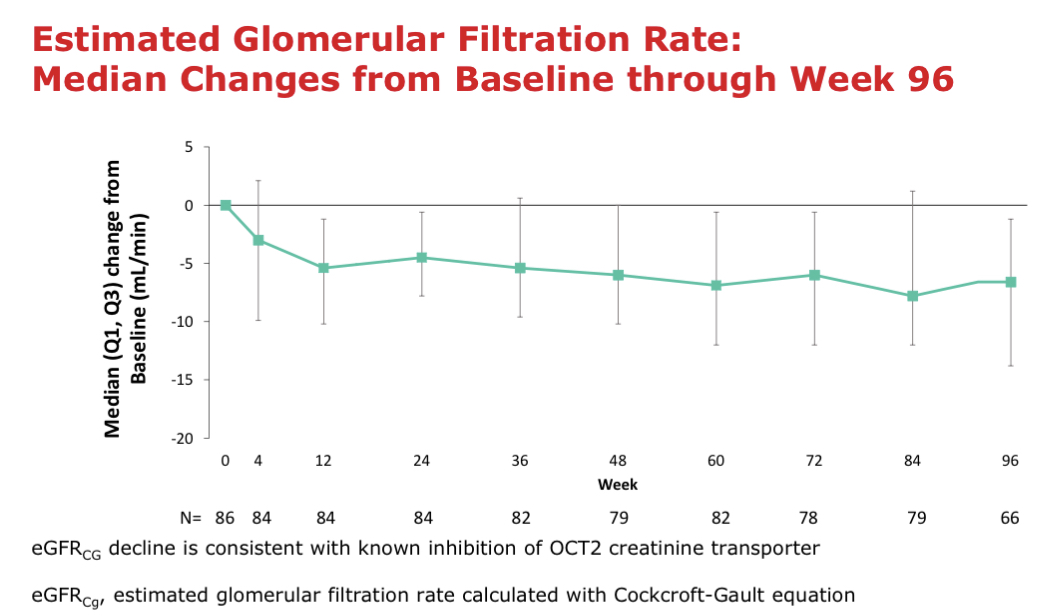 Estimated Glomerular Filtration Rate:
Median Changes from Baseline through Week 96
Median (Q1, Q3) change from
Baseline (mL/min)
5
0
-5
-10
-15
-20
0 4 12 24 36 48 60 72 84 96
Week
N= 86 84 84 84 82 79 82 78 79 66
eGFRCG decline is consistent with known inhibition of OCT2 creatinine transporter
eGFRCg, estimated glomerular filtration rate calculated with Cockcroft-Gault equation